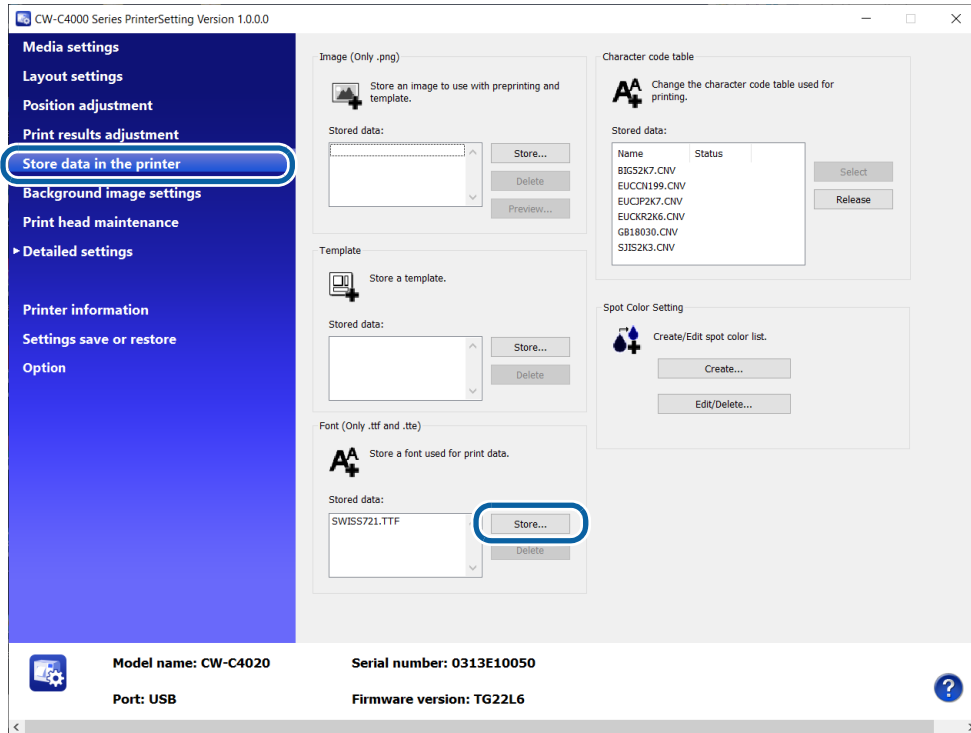 CW-C4000 Series PrinterSetting Version 1.0.0.0
Media settings
Layout settings
Position adjustment
Print results adjustment
Store data in the printer
Background image settings
Print head maintenance
Detailed settings
Printer information
Settings save or restore
Option
Image (Only .png)
Store an image to use with preprinting and
template.
Stored data:
Store...
Delete
Preview...
Template
Store a template.
Stored data:
Store...
Delete
Font (Only .ttf and .tte)
Store a font used for print data.
Stored data:
SWISS721.TTF
Store...
Delete
Character code table
Change the character code table used for
printing.
Stored data:
Name Status
BIG52K7.CNV
EUCCN199.CNV
EUCJP2K7.CNV
EUCKR2K6.CNV
GB18030.CNV
SJIS2K3.CNV
Select
Release
Spot Color Setting
Create/Edit spot color list.
Create...
Edit/Delete...
Model name: CW-C4020 Serial number: 0313E10050
Port: USB Firmware version: TG22L6
?